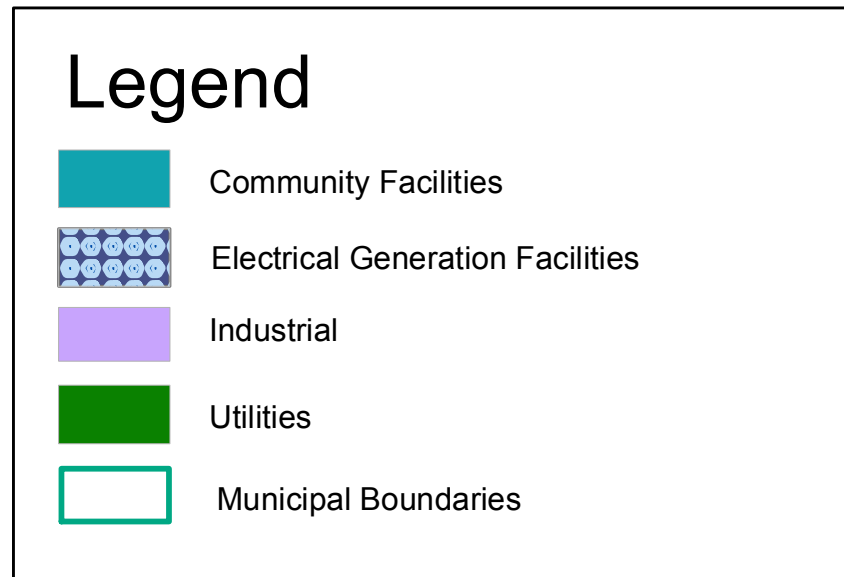 Legend
Community Facilities
Electrical Generation Facilities
Industrial
Utilities
Municipal Boundaries